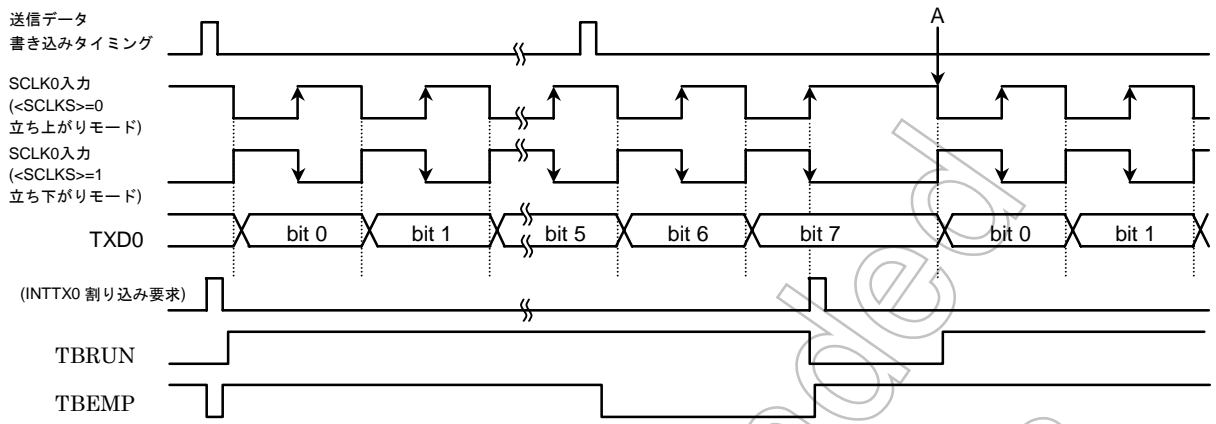 送信データ
書き込みタイミング
A
SCLK0入力
(<SCLKS>=0
立ち上がりモード)
SCLK0入力
(<SCLKS>=1
立ち下がりモード)
TXD0
bit 0
bit 1
bit 5
bit 6
bit 7
bit 0
bit 1
(INTTX0 割り込み要求)
TBRUN
TBEMP